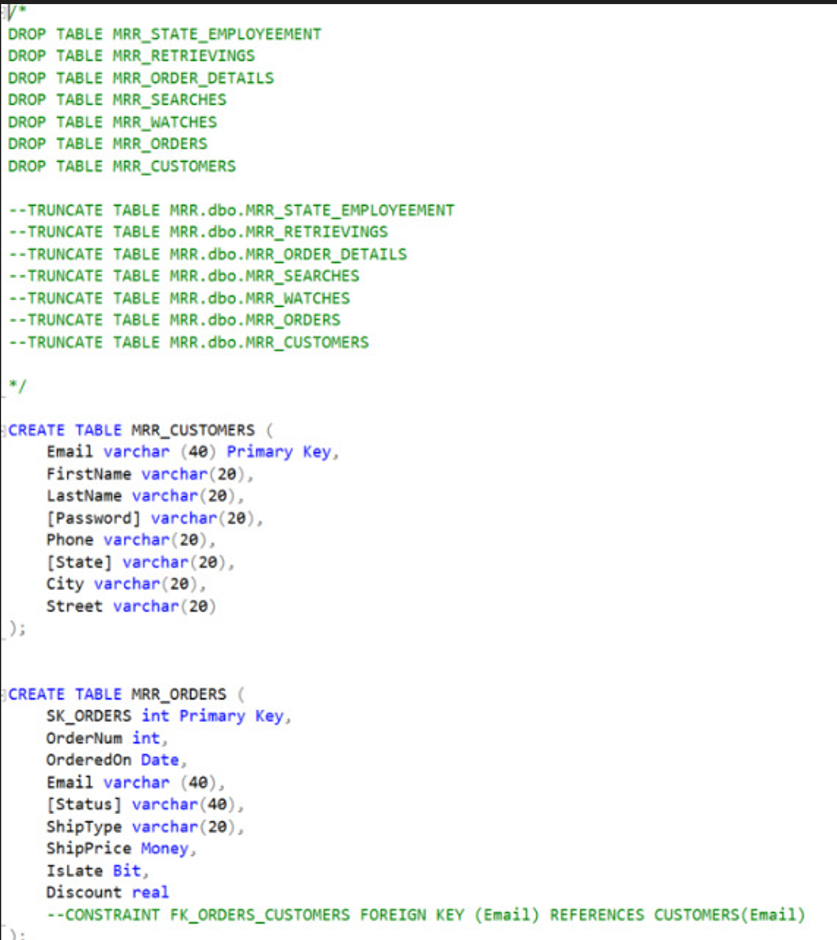 /*
DROP TABLE MRR_STATE_EMPLOYEEMENT
DROP TABLE MRR_RETRIEVINGS
DROP TABLE MRR_ORDER_DETAILS
DROP TABLE MRR_SEARCHES
DROP TABLE MRR_WATCHES
DROP TABLE MRR_ORDERS
DROP TABLE MRR_CUSTOMERS
--TRUNCATE TABLE MRR.dbo.MRR_STATE_EMPLOYEEMENT
--TRUNCATE TABLE MRR.dbo.MRR_RETRIEVINGS
--TRUNCATE TABLE MRR.dbo.MRR_ORDER_DETAILS
--TRUNCATE TABLE MRR.dbo.MRR_SEARCHES
--TRUNCATE TABLE MRR.dbo.MRR_WATCHES
--TRUNCATE TABLE MRR.dbo.MRR_ORDERS
--TRUNCATE TABLE MRR.dbo.MRR_CUSTOMERS
*/
CREATE TABLE MRR_CUSTOMERS (
Email varchar (40) Primary Key,
FirstName varchar(20),
LastName varchar(20),
[Password] varchar(20),
Phone varchar(20),
[State] varchar(20),
City varchar(20),
Street varchar(20)
);
CREATE TABLE MRR_ORDERS (
SK_ORDERS int Primary Key,
OrderNum int,
OrderedOn Date,
Email varchar (40),
[Status] varchar(40),
ShipType varchar(20),
ShipPrice Money,
IsLate Bit,
Discount real
--CONSTRAINT FK_ORDERS_CUSTOMERS FOREIGN KEY (Email) REFERENCES CUSTOMERS(Email)
);